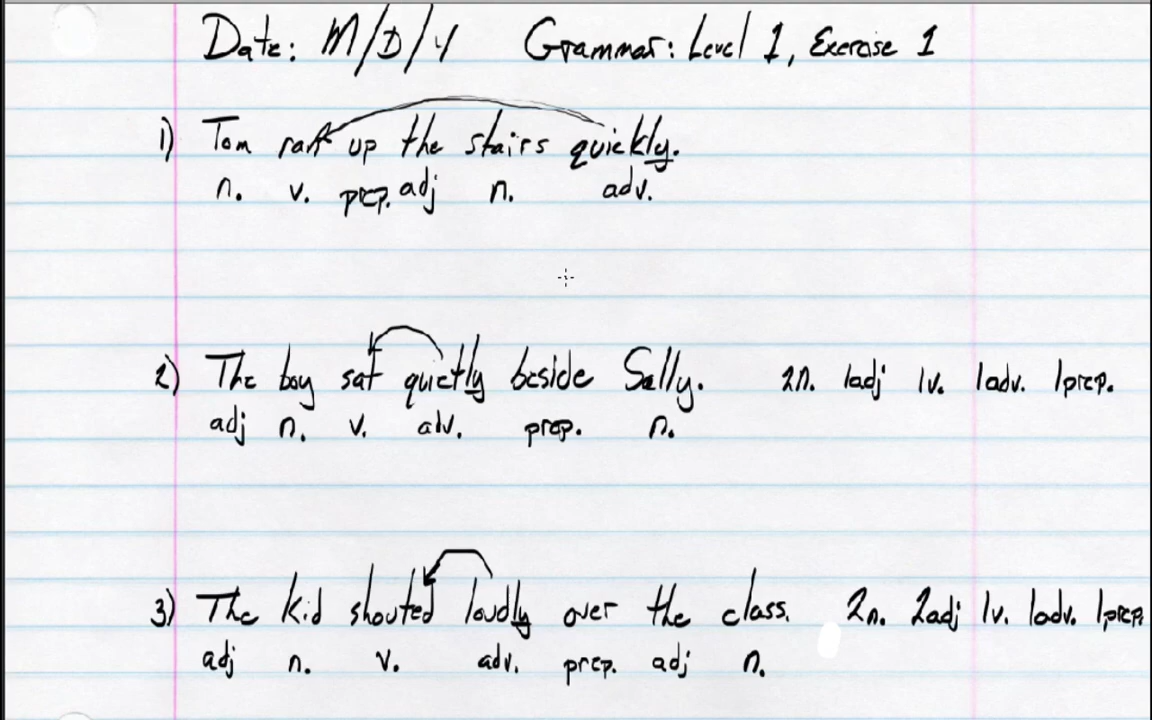 Date: M/D/Y Grammar: Level 1, Exercise 1
1) Tom ran up the stairs quickly.
n. v. prep. adj n. adv.
2) The boy sat quietly beside Sally. 2n. 1adj 1v. 1adv. 1prep.
adj n. v. adv. prep. n.
3) The kid shouted loudly over the class. 2n. 2adj 1v. 1adv. 1prep.
adj n. v. adv. prep. adj n.